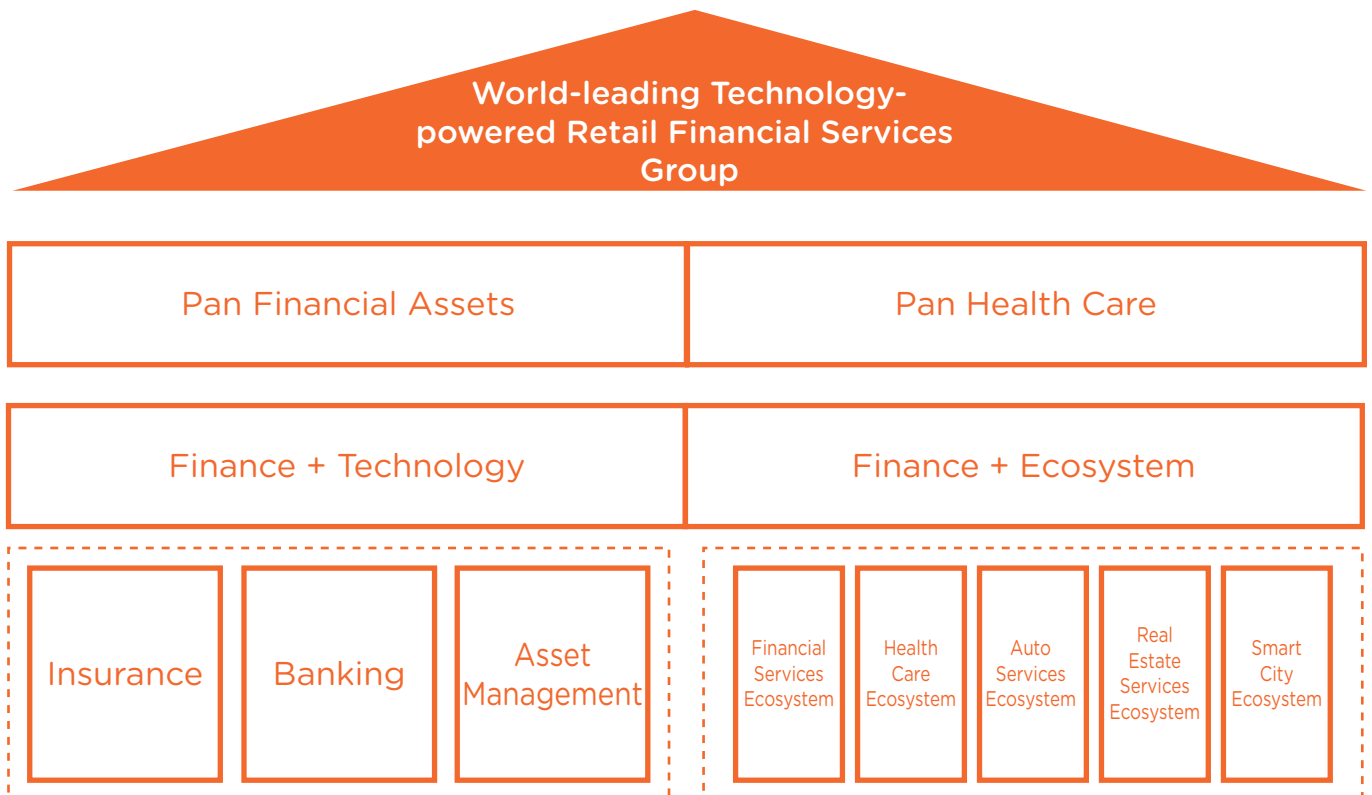 World-leading Technology-
powered Retail Financial Services
Group
Pan Financial Assets
Pan Health Care
Finance + Technology
Finance + Ecosystem
Insurance
Banking
Asset
Management
Financial
Services
Ecosystem
Health
Care
Ecosystem
Auto
Services
Ecosystem
Real
Estate
Services
Ecosystem
Smart
City
Ecosystem